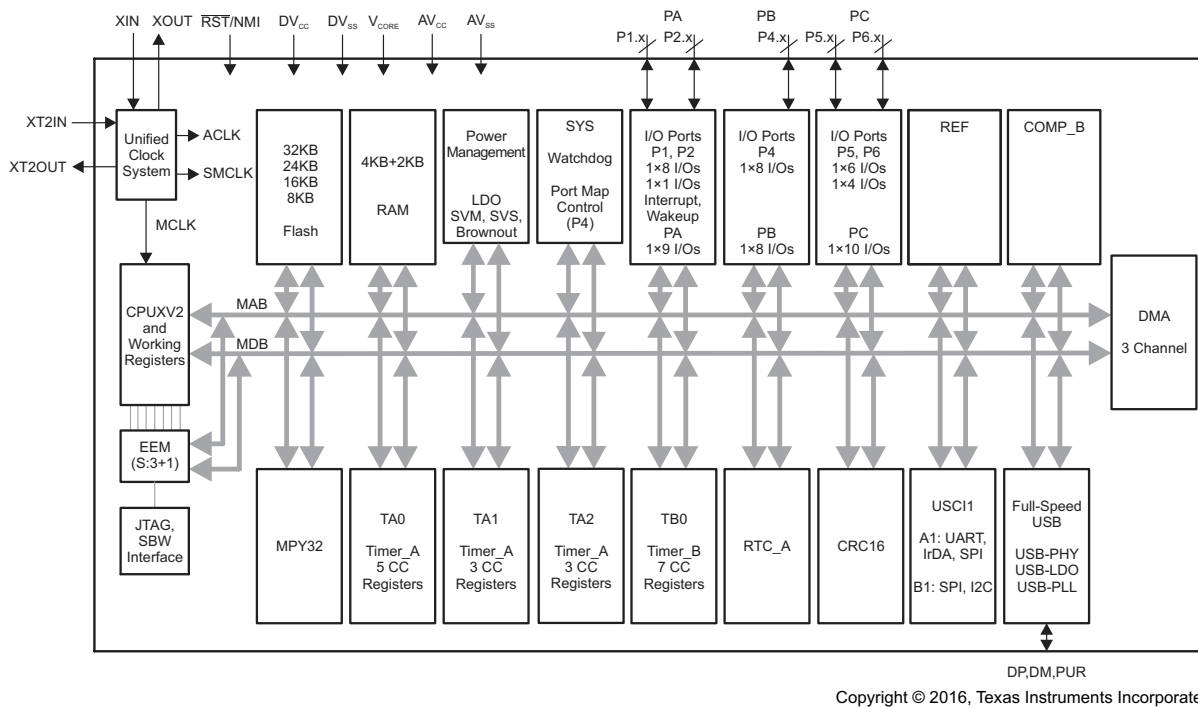 XIN
XOUT
RST/NMI
DVCC
DVSS
VCORE
AVCC
AVSS
PA
P1.x
P2.x
PB
P4.x
PC
P5.x
P6.x
XT2IN
XT2OUT
Unified
Clock
System
ACLK
SMCLK
MCLK
32KB
24KB
16KB
8KB
Flash
4KB+2KB
RAM
Power
Management
LDO
SVM, SVS,
Brownout
SYS
Watchdog
Port Map
Control
(P4)
I/O Ports
P1, P2
1×8 I/Os
1×1 I/Os
Interrupt,
Wakeup
PA
1×9 I/Os
I/O Ports
P4
1×8 I/Os
PB
1×8 I/Os
I/O Ports
P5, P6
1×6 I/Os
1×4 I/Os
PC
1×10 I/Os
REF
COMP_B
CPUXV2
and
Working
Registers
MAB
MDB
DMA
3 Channel
EEM
(S:3+1)
JTAG,
SBW
Interface
MPY32
TA0
Timer_A
5 CC
Registers
TA1
Timer_A
3 CC
Registers
TA2
Timer_A
3 CC
Registers
TB0
Timer_B
7 CC
Registers
RTC_A
CRC16
USCI1
A1: UART,
IrDA, SPI
B1: SPI, I2C
Full-Speed
USB
USB-PHY
USB-LDO
USB-PLL
DP,DM,PUR
Copyright © 2016, Texas Instruments Incorporate